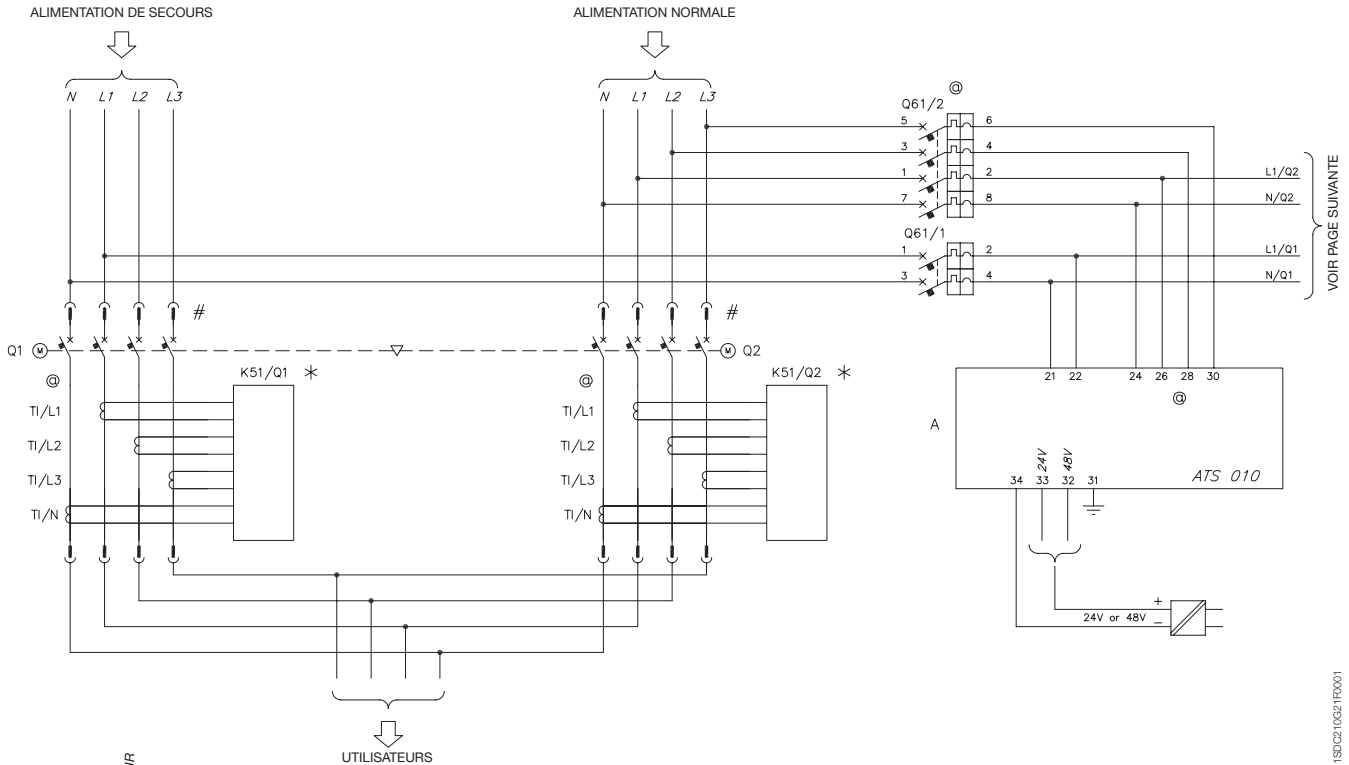 ALIMENTATION DE SECOURS
ALIMENTATION NORMALE
N L1 L2 L3
N L1 L2 L3
@
Q61/2
5 6
3 4
1 2 L1/Q2
7 8 N/Q2
Q61/1
1 2 L1/Q1
3 4 N/Q1
VOIR PAGE SUIVANTE
# #
Q1 M M Q2
@ K51/Q1 *
@ K51/Q2 *
21 22 24 26 28 30
@
TI/L1 TI/L1
A
TI/L2 TI/L2
TI/L3 TI/L3
24V 48V
34 33 32 31
ATS 010
TI/N TI/N
+
24V or 48V –
UTILISATEURS
IR
1SDC210G21F0001